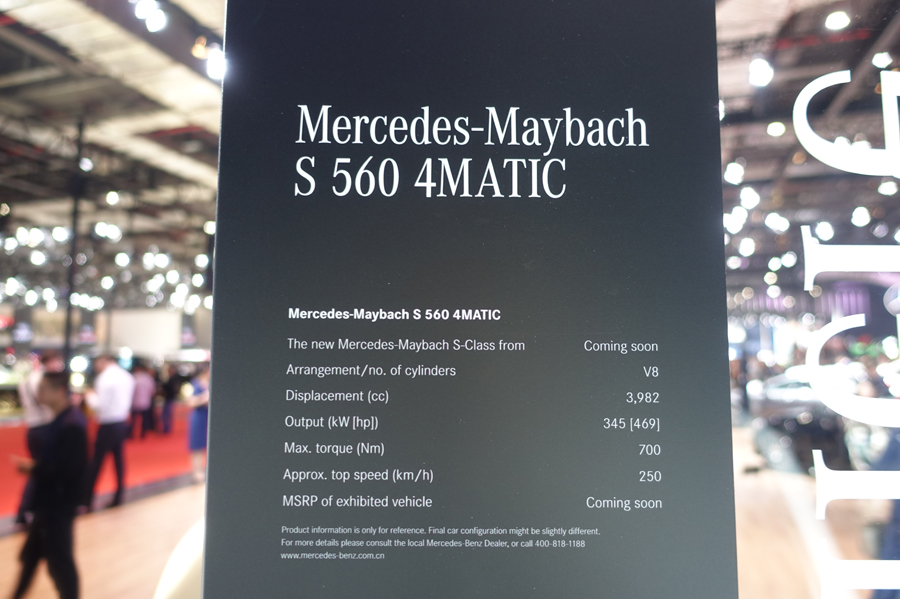 Mercedes-Maybach
S 560 4MATIC
Mercedes-Maybach S 560 4MATIC
The new Mercedes-Maybach S-Class from Coming soon
Arrangement/no. of cylinders V8
Displacement (cc) 3,982
Output (kW [hp]) 345 [469]
Max. torque (Nm) 700
Approx. top speed (km/h) 250
MSRP of exhibited vehicle Coming soon
Product information is only for reference. Final car configuration might be slightly different.
For more details please consult the local Mercedes-Benz Dealer, or call 400-818-1188
www.mercedes-benz.com.cn